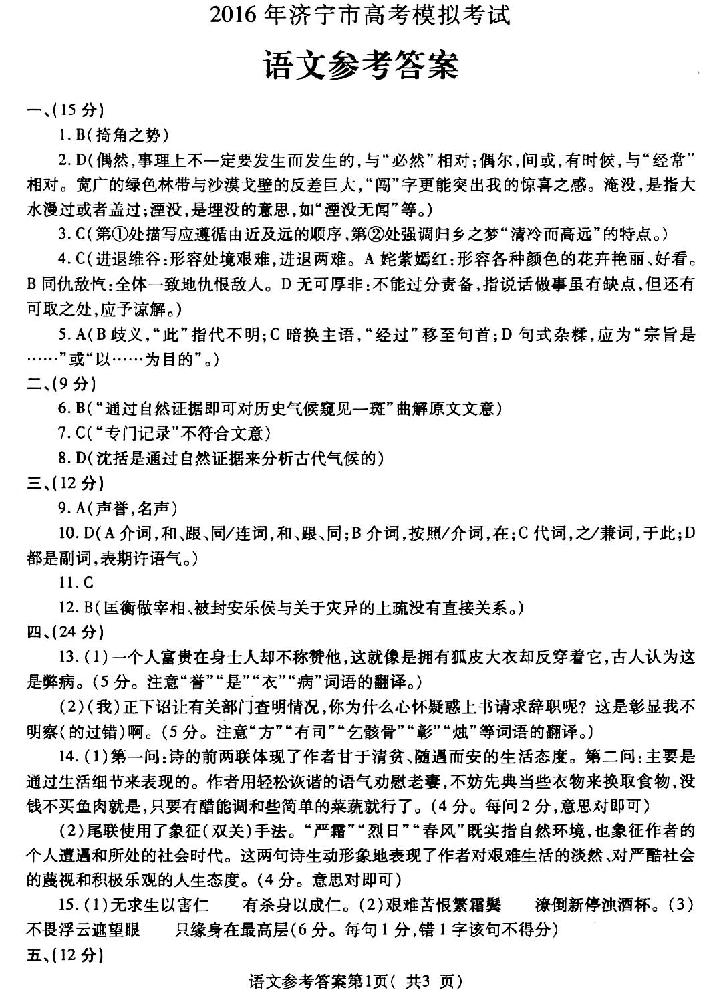 2016年济宁市高考模拟考试
语文参考答案
一、(15分)
1. B(掎角之势)
2. D(偶然,事理上不一定要发生而发生的,与“必然”相对;偶尔,间或,有时候,与“经常”
相对。宽广的绿色林带与沙漠戈壁的反差巨大,“闯”字更能突出我的惊喜之感。淹没,是指大
水漫过或者盖过;湮没,是埋没的意思,如“湮没无闻”等。)
3. C(第①处描写应遵循由近及远的顺序,第②处强调归乡之梦“清冷而高远”的特点。)
4. C(进退维谷:形容处境艰难,进退两难。A 姹紫嫣红:形容各种颜色的花卉艳丽、好看。
B 同仇敌忾:全体一致地仇恨敌人。D 无可厚非:不能过分责备,指说话做事虽有缺点,但还有
可取之处,应予谅解。)
5. A(B 歧义,“此”指代不明;C 暗换主语,“经过”移至句首;D 句式杂糅,应为“宗旨是
……”或“以……为目的”。)
二、(9分)
6. B(“通过自然证据即可对历史气候窥见一斑”曲解原文文意)
7. C(“专门记录”不符合文意)
8. D(沈括是通过自然证据来分析古代气候的)
三、(12分)
9. A(声誉,名声)
10. D(A 介词,和、跟、同/连词,和、跟、同;B 介词,按照/介词,在;C 代词,之/兼词,于此;D
都是副词,表期许语气。)
11. C
12. B(匡衡做宰相、被封安乐侯与关于灾异的上疏没有直接关系。)
四、(24分)
13. (1)一个人富贵在身士人却不称赞他,这就像是拥有狐皮大衣却反穿着它,古人认为这
是弊病。(5分。注意“誉”“是”“衣”“病”词语的翻译。)
(2)(我)正下诏让有关部门查明情况,你为什么心怀疑惑上书请求辞职呢? 这是彰显我不
明察(的过错)啊。(5分。注意“方”“有司”“乞骸骨”“彰”“烛”等词语的翻译。)
14. (1)第一问:诗的前两联体现了作者甘于清贫、随遇而安的生活态度。第二问:主要是
通过生活细节来表现的。作者用轻松诙谐的语气劝慰老妻,不妨先典当些衣物来换取食物,没
钱不买鱼肉就是,只要有醋能调和些简单的菜蔬就行了。(4分。每问2分,意思对即可)
(2)尾联使用了象征(双关)手法。“严霜”“烈日”“春风”既实指自然环境,也象征作者的
个人遭遇和所处的社会时代。这两句诗生动形象地表现了作者对艰难生活的淡然、对严酷社会
的蔑视和积极乐观的人生态度。(4分。意思对即可)
15. (1)无求生以害仁 有杀身以成仁。(2)艰难苦恨繁霜鬓 潦倒新停浊酒杯。(3)
不畏浮云遮望眼 只缘身在最高层(6分。每句1分,错1字该句不得分)
五、(12分)
语文参考答案第1页( 共3 页)